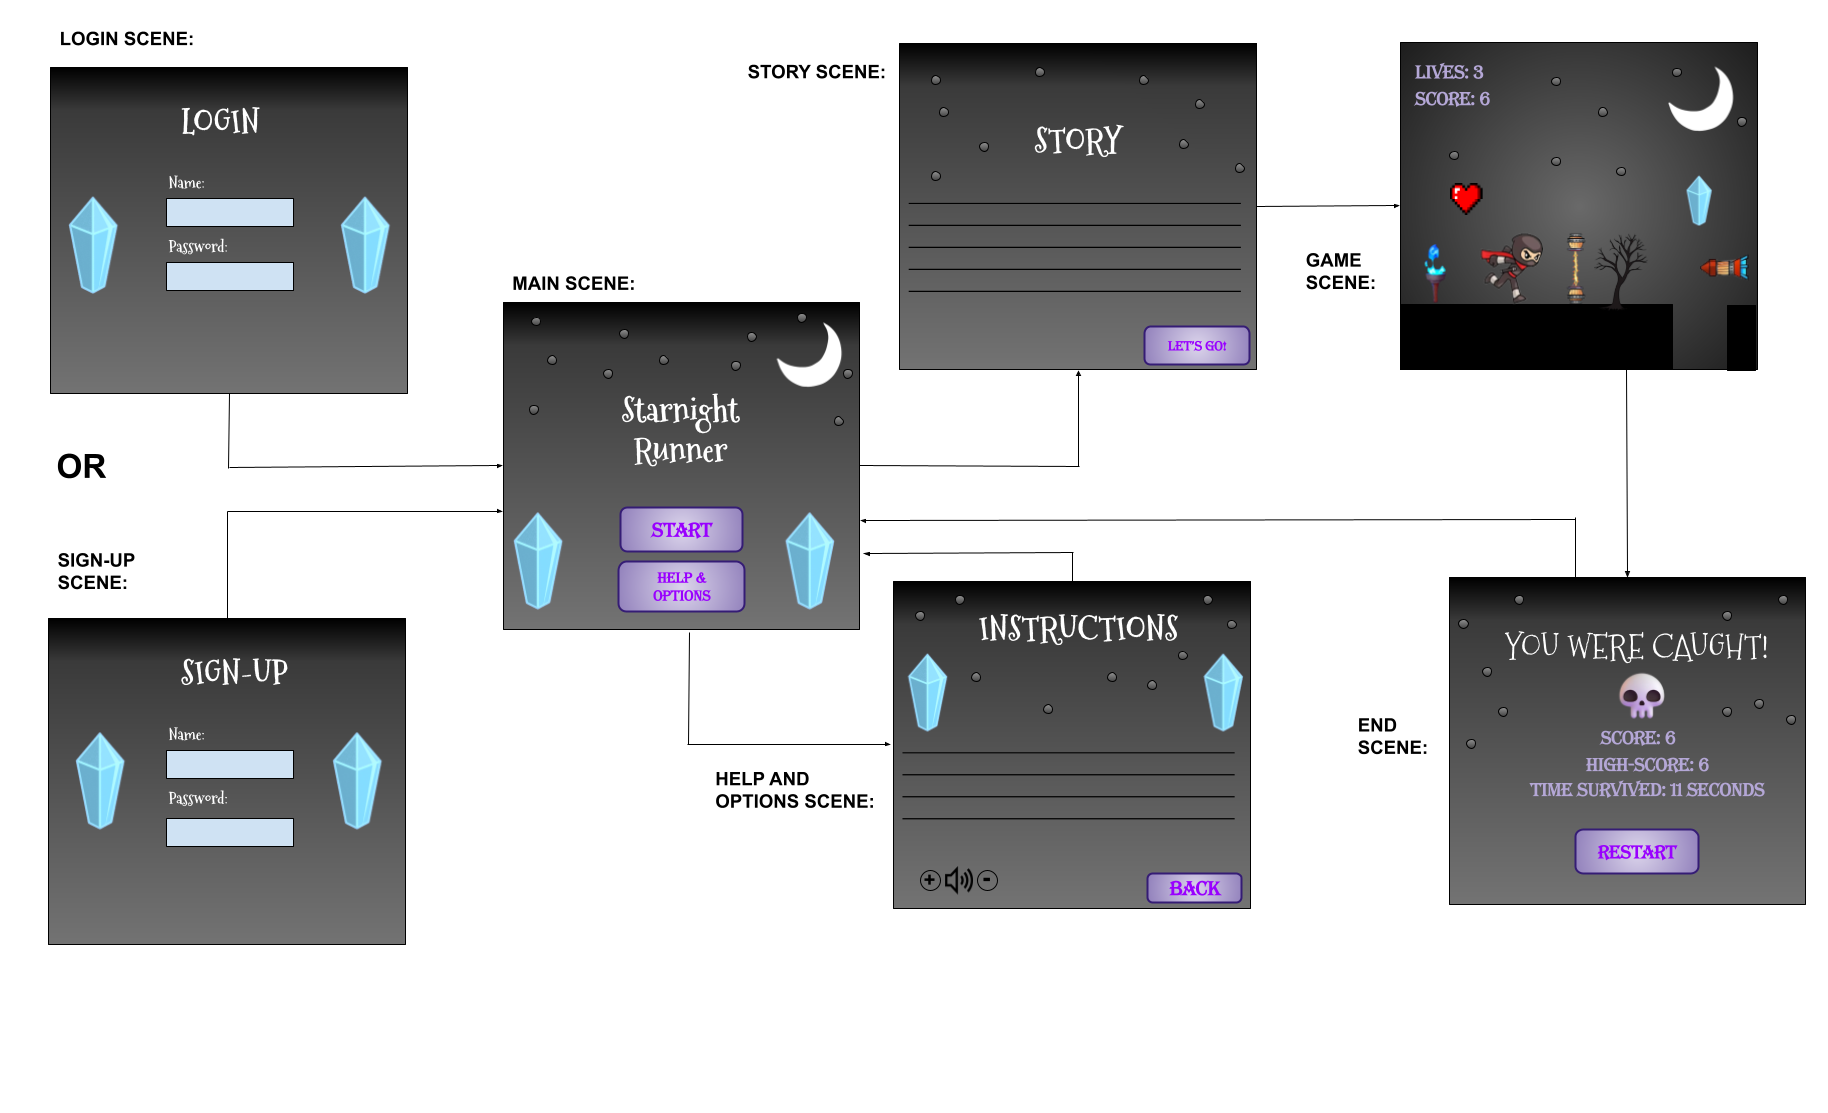 LOGIN SCENE:
LOGIN
Name:
Password:
OR
SIGN-UP
SCENE:
SIGN-UP
Name:
Password:
MAIN SCENE:
Starnight
Runner
START
HELP &
OPTIONS
STORY SCENE:
STORY
LET'S GO!
GAME
SCENE:
LIVES: 3
SCORE: 6
HELP AND
OPTIONS SCENE:
INSTRUCTIONS
+
-
BACK
END
SCENE:
YOU WERE CAUGHT!
SCORE: 6
HIGH-SCORE: 6
TIME SURVIVED: 11 SECONDS
RESTART